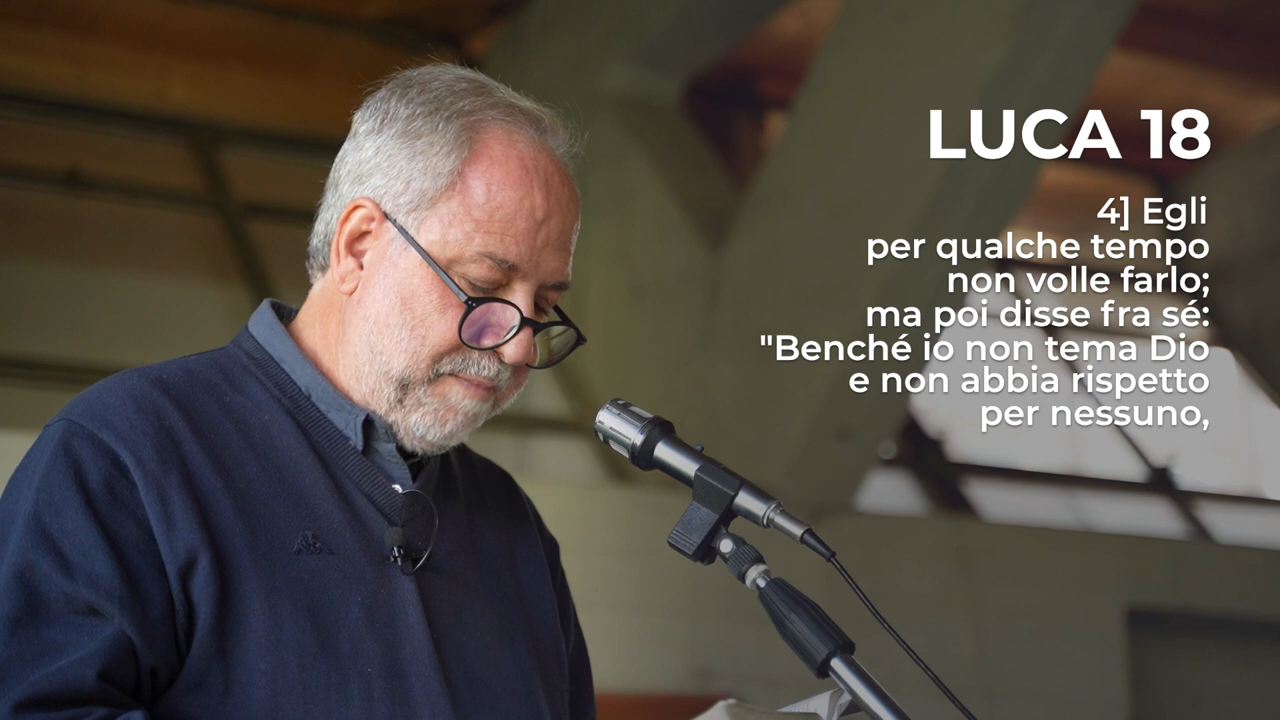 LUCA 18
4] Egli
per qualche tempo
non volle farlo;
ma poi disse fra sé:
"Benché io non tema Dio
e non abbia rispetto
per nessuno,